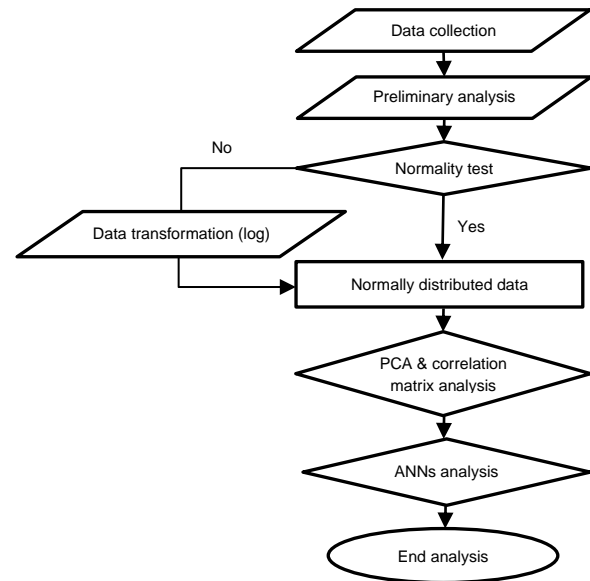 Data collection
Preliminary analysis
Normality test
No
Yes
Data transformation (log)
Normally distributed data
PCA & correlation
matrix analysis
ANNs analysis
End analysis